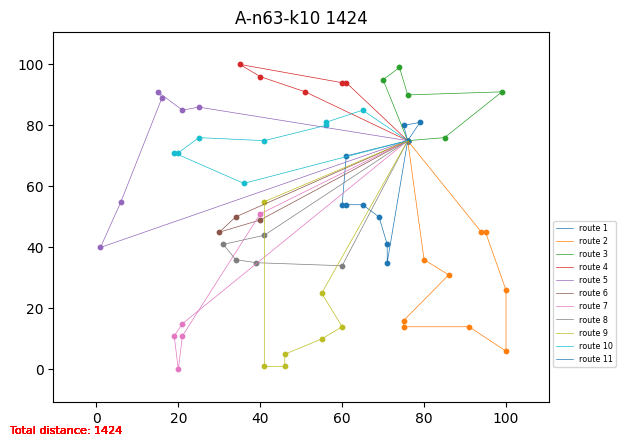 A-n63-k10 1424
100
80
60
40
20
0
0 20 40 60 80 100
route 1
route 2
route 3
route 4
route 5
route 6
route 7
route 8
route 9
route 10
route 11
Total distance: 1424